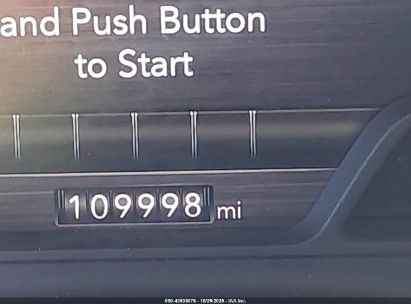 and Push Button
to Start
109998 mi